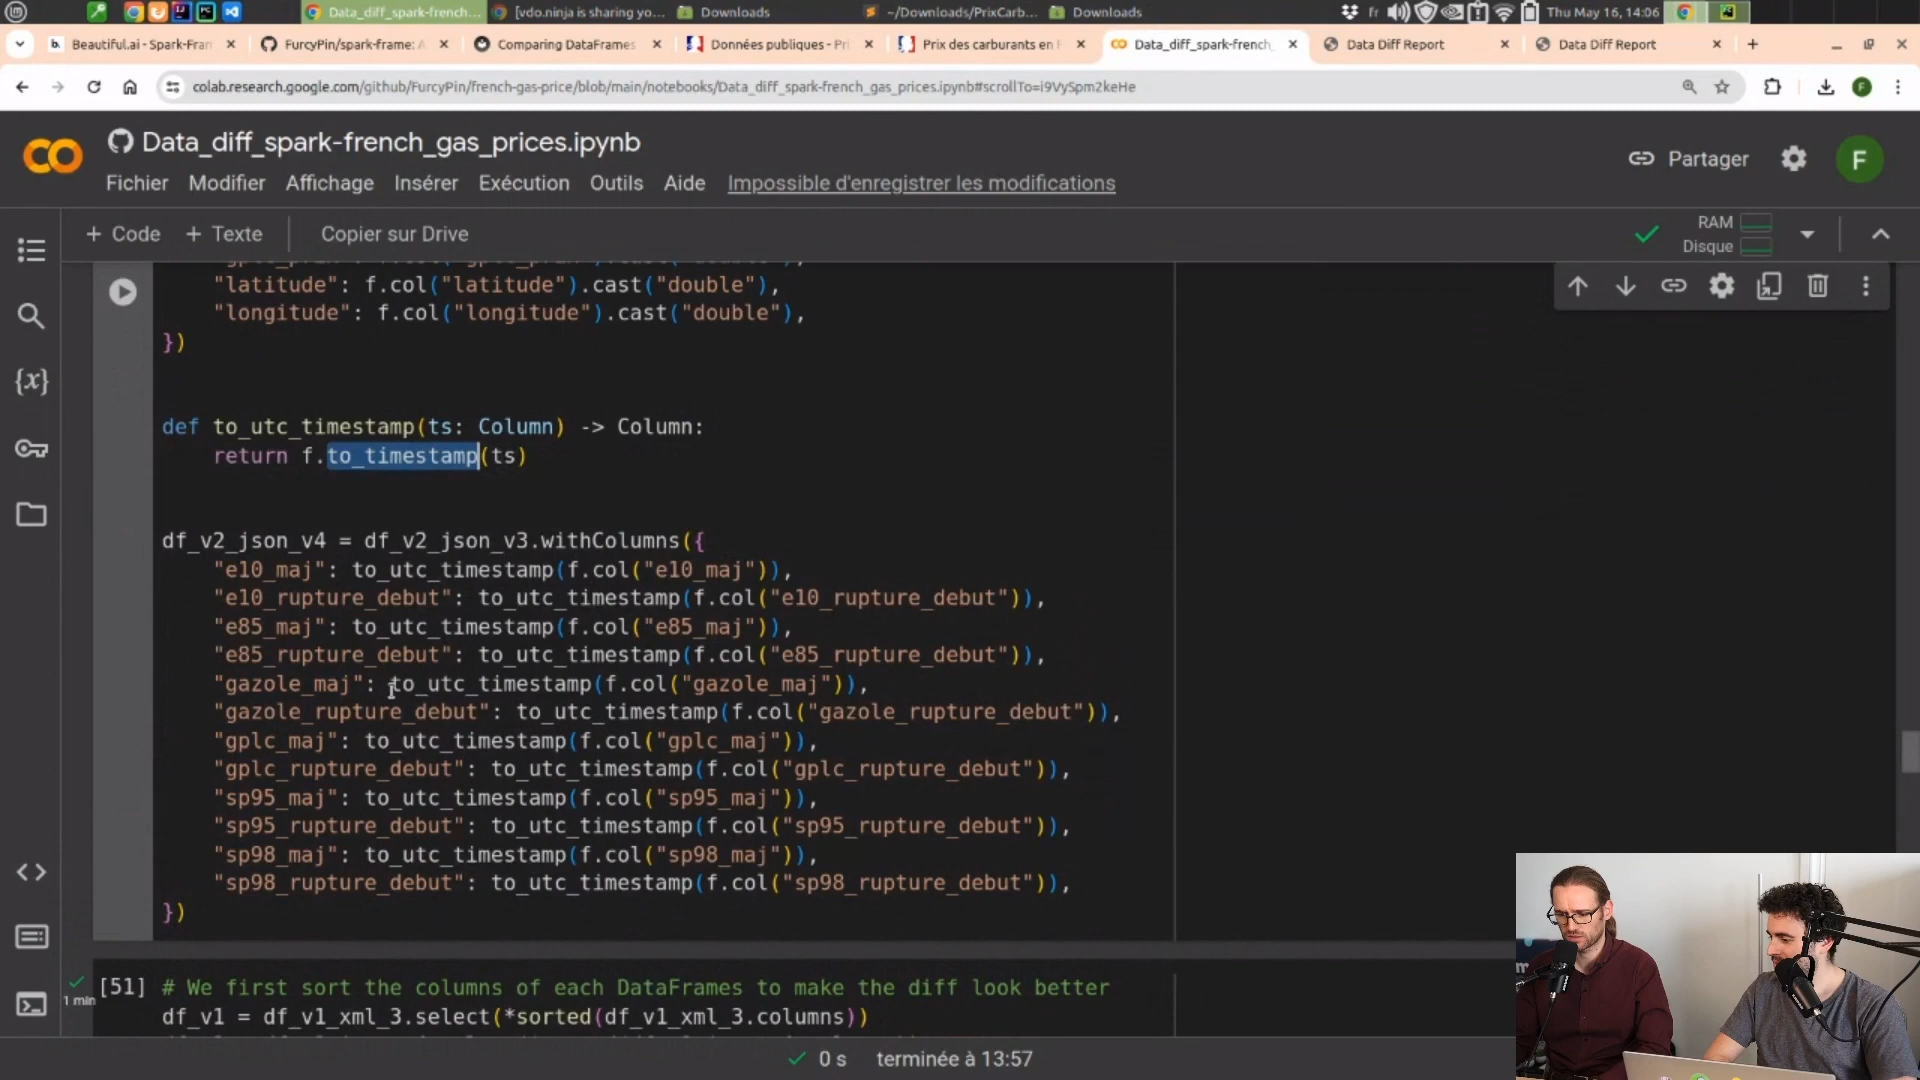 fr
Thu May 16, 14:06
Data_diff_spark-french...
[vdo.ninja is sharing yo...
Downloads
~/Downloads/PrixCarb...
Downloads
Beautiful.ai - Spark-Fran
FurcyPin/spark-frame: A
Comparing DataFrames
Données publiques - Pri
Prix des carburants en F
Data_diff_spark-french_
Data Diff Report
Data Diff Report
colab.research.google.com/github/FurcyPin/french-gas-price/blob/main/notebooks/Data_diff_spark-french_gas_prices.ipynb#scrollTo=i9VySpm2keHe
Data_diff_spark-french_gas_prices.ipynb
Partager
F
Fichier Modifier Affichage Insérer Exécution Outils Aide Impossible d'enregistrer les modifications
+ Code + Texte Copier sur Drive
RAM
Disque
"latitude": f.col("latitude").cast("double"),
"longitude": f.col("longitude").cast("double"),
})
def to_utc_timestamp(ts: Column) -> Column:
return f.to_timestamp(ts)
df_v2_json_v4 = df_v2_json_v3.withColumns({
"e10_maj": to_utc_timestamp(f.col("e10_maj")),
"e10_rupture_debut": to_utc_timestamp(f.col("e10_rupture_debut")),
"e85_maj": to_utc_timestamp(f.col("e85_maj")),
"e85_rupture_debut": to_utc_timestamp(f.col("e85_rupture_debut")),
"gazole_maj": to_utc_timestamp(f.col("gazole_maj")),
"gazole_rupture_debut": to_utc_timestamp(f.col("gazole_rupture_debut")),
"gplc_maj": to_utc_timestamp(f.col("gplc_maj")),
"gplc_rupture_debut": to_utc_timestamp(f.col("gplc_rupture_debut")),
"sp95_maj": to_utc_timestamp(f.col("sp95_maj")),
"sp95_rupture_debut": to_utc_timestamp(f.col("sp95_rupture_debut")),
"sp98_maj": to_utc_timestamp(f.col("sp98_maj")),
"sp98_rupture_debut": to_utc_timestamp(f.col("sp98_rupture_debut")),
})
1 min
[51] # We first sort the columns of each DataFrames to make the diff look better
df_v1 = df_v1_xml_3.select(*sorted(df_v1_xml_3.columns))
0 s terminée à 13:57